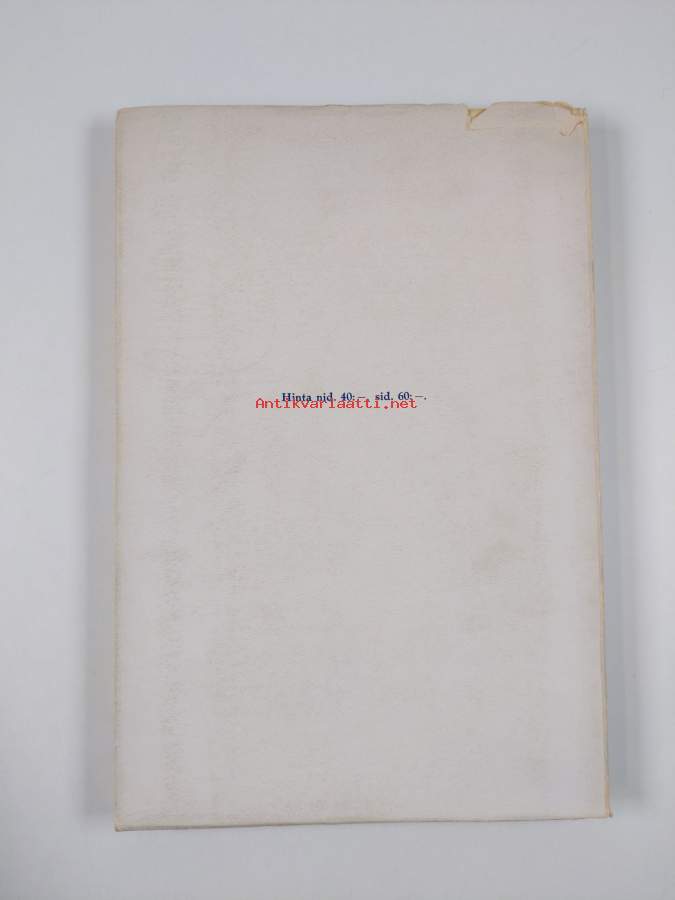 Hinta nid. 40:—, sid. 60:—.
Antikvariaatti.net